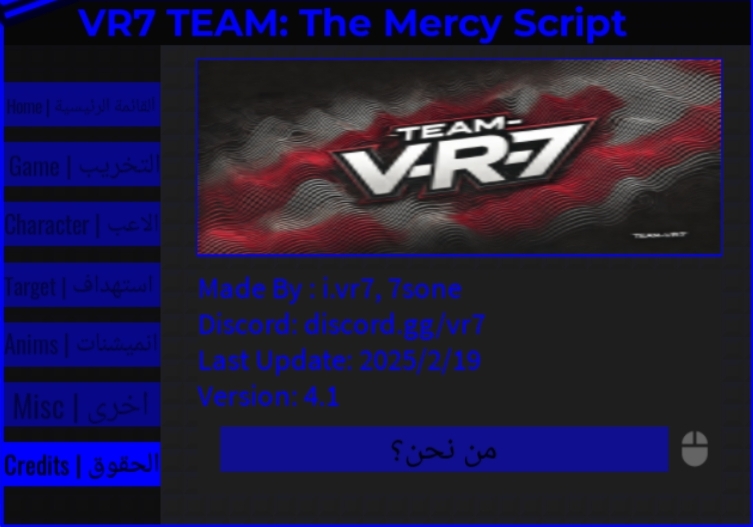 VR7 TEAM: The Mercy Script
Home | القائمة الرئيسية
Game | التخريب
Character | الاعب
Target | استهداف
Anims | انميشنات
Misc | اخرى
Credits | الحقوق
TEAM-
V-R-7
TEAM-VR7
Made By : i.vr7, 7sone
Discord: discord.gg/vr7
Last Update: 2025/2/19
Version: 4.1
من نحن؟